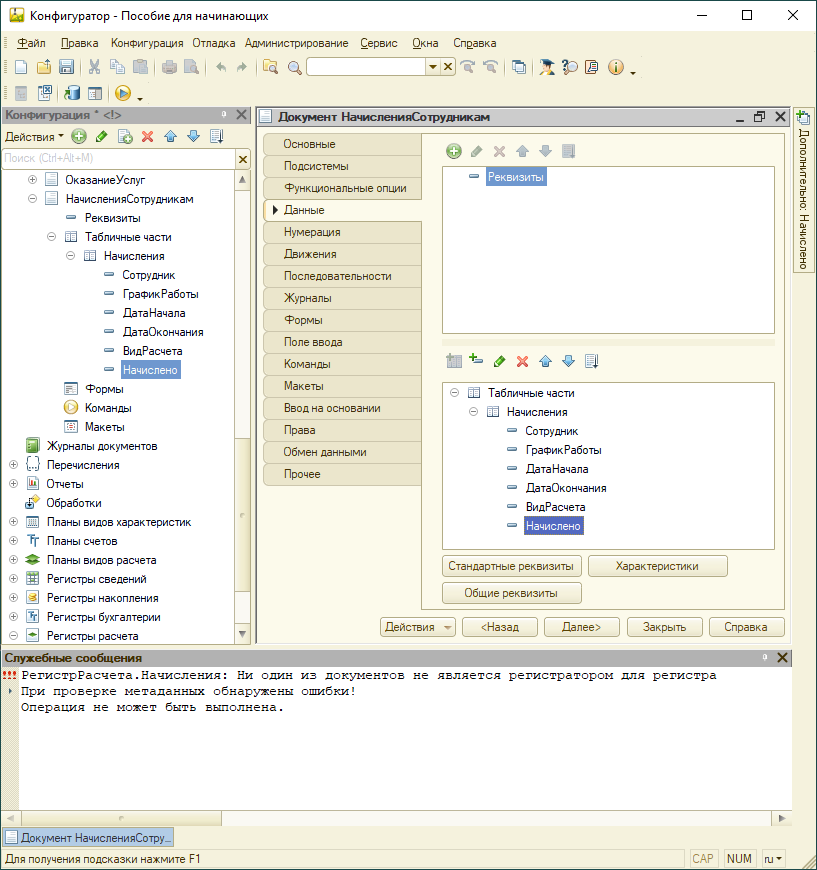 Конфигуратор - Пособие для начинающих
Файл Правка Конфигурация Отладка Администрирование Сервис Окна Справка
Конфигурация * <!>
Действия
Поиск (Ctrl+Alt+M)
ОказаниеУслуг
НачисленияСотрудникам
Реквизиты
Табличные части
Начисления
Сотрудник
ГрафикРаботы
ДатаНачала
ДатаОкончания
ВидРасчета
Начислено
Формы
Команды
Макеты
Журналы документов
Перечисления
Отчеты
Обработки
Планы видов характеристик
Планы счетов
Планы видов расчета
Регистры сведений
Регистры накопления
Регистры бухгалтерии
Регистры расчета
Документ НачисленияСотрудникам
Основные
Подсистемы
Функциональные опции
Данные
Нумерация
Движения
Последовательности
Журналы
Формы
Поле ввода
Команды
Макеты
Ввод на основании
Права
Обмен данными
Прочее
Реквизиты
Табличные части
Начисления
Сотрудник
ГрафикРаботы
ДатаНачала
ДатаОкончания
ВидРасчета
Начислено
Стандартные реквизиты Характеристики
Общие реквизиты
Действия <Назад Далее> Закрыть Справка
Дополнительно: Начислено
Служебные сообщения
РегистрРасчета.Начисления: Ни один из документов не является регистратором для регистра
При проверке метаданных обнаружены ошибки!
Операция не может быть выполнена.
Документ НачисленияСотру...
Для получения подсказки нажмите F1 CAP NUM ru